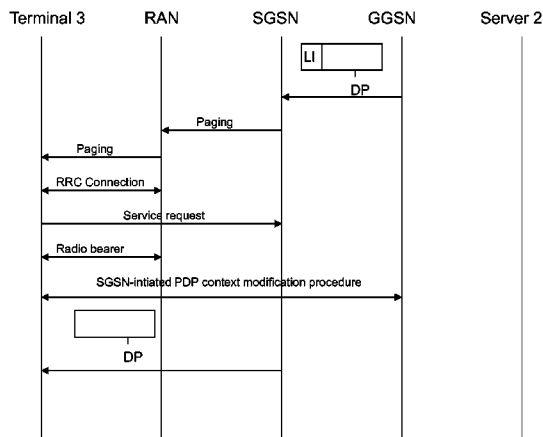 Terminal 3 RAN SGSN GGSN Server 2
LI
DP
Paging
Paging
RRC Connection
Service request
Radio bearer
SGSN-intiated PDP context modification procedure
DP